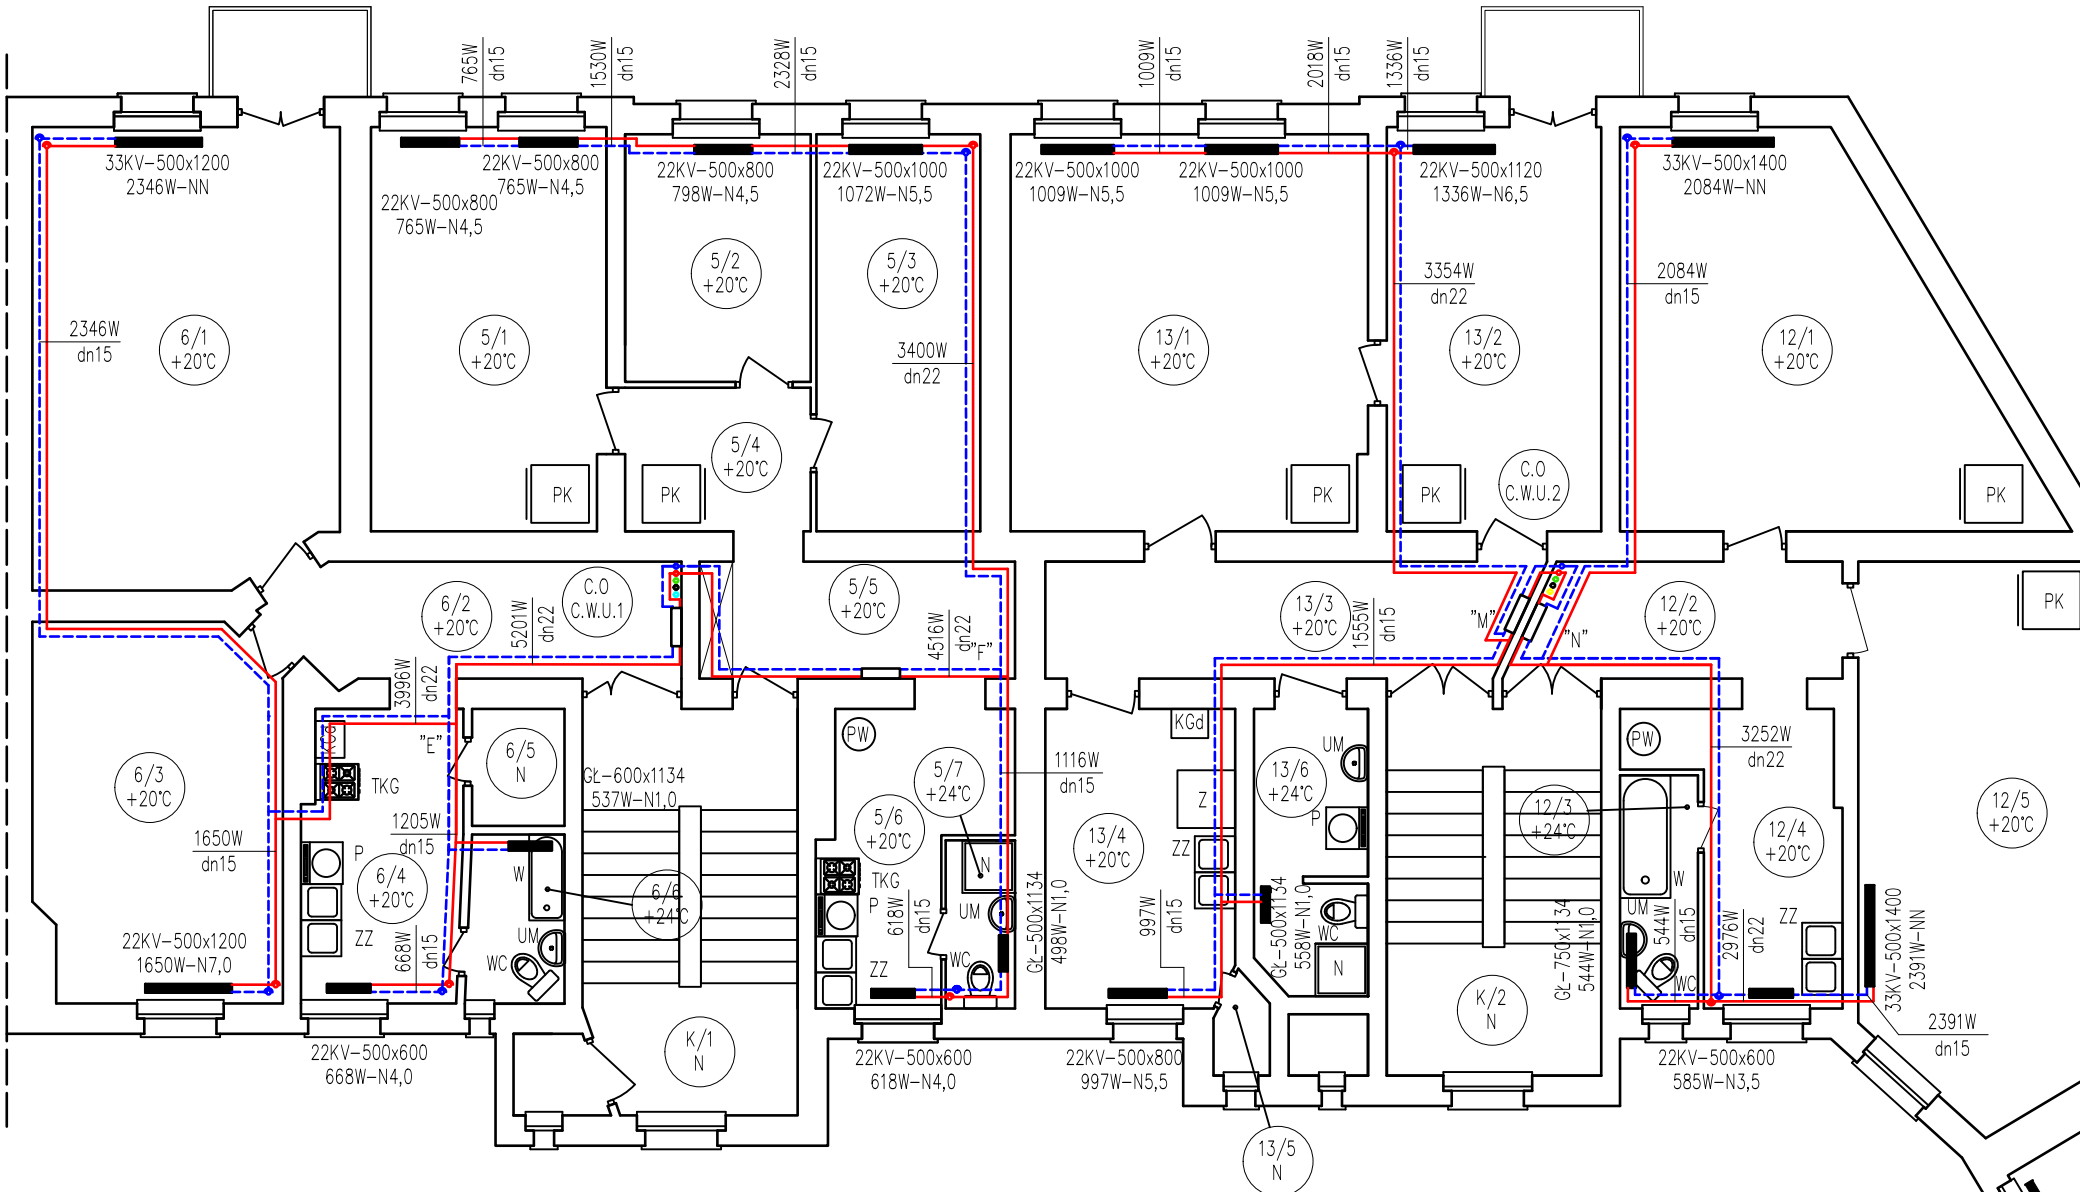 765W
dn15
1530W
dn15
2328W
dn15
1009W
dn15
2018W
dn15
1336W
dn15
33KV-500x1200
2346W-NN
22KV-500x800
765W-N4,5
22KV-500x800
765W-N4,5
22KV-500x800
798W-N4,5
22KV-500x1000
1072W-N5,5
22KV-500x1000
1009W-N5,5
22KV-500x1000
1009W-N5,5
22KV-500x1120
1336W-N6,5
33KV-500x1400
2084W-NN
5/2
+20°C
5/3
+20°C
3354W
dn22
2084W
dn15
2346W
dn15
6/1
+20°C
5/1
+20°C
3400W
dn22
13/1
+20°C
13/2
+20°C
12/1
+20°C
5/4
+20°C
PK
PK
PK
PK
C.O
C.W.U.2
PK
6/2
+20°C
C.O
C.W.U.1
5/5
+20°C
13/3
+20°C
12/2
+20°C
PK
5201W
dn22
4516W
dn22
"F"
1555W
dn15
"M"
"N"
3996W
dn22
"E"
KGd
TKG
6/3
+20°C
6/5
N
GŁ-600x1134
537W-N1,0
PW
5/7
+24°C
1116W
dn15
KGd
UM
13/6
+24°C
PW
3252W
dn22
Z
P
12/3
+24°C
12/5
+20°C
1650W
dn15
1205W
dn15
P
6/4
+20°C
W
6/6
+24°C
5/6
+20°C
TKG
P
N
UM
13/4
+20°C
ZZ
12/4
+20°C
W
ZZ
UM
ZZ
UM
WC
668W
dn15
618W
dn15
ZZ
WC
GŁ-500x1134
498W-N1,0
997W
dn15
GŁ-500x1134
558W-N1,0
WC
N
GŁ-750x1134
544W-N1,0
544W
dn15
WC
2976W
dn22
33KV-500x1400
2391W-NN
22KV-500x1200
1650W-N7,0
K/1
N
K/2
N
2391W
dn15
22KV-500x600
668W-N4,0
22KV-500x600
618W-N4,0
22KV-500x800
997W-N5,5
22KV-500x600
585W-N3,5
13/5
N